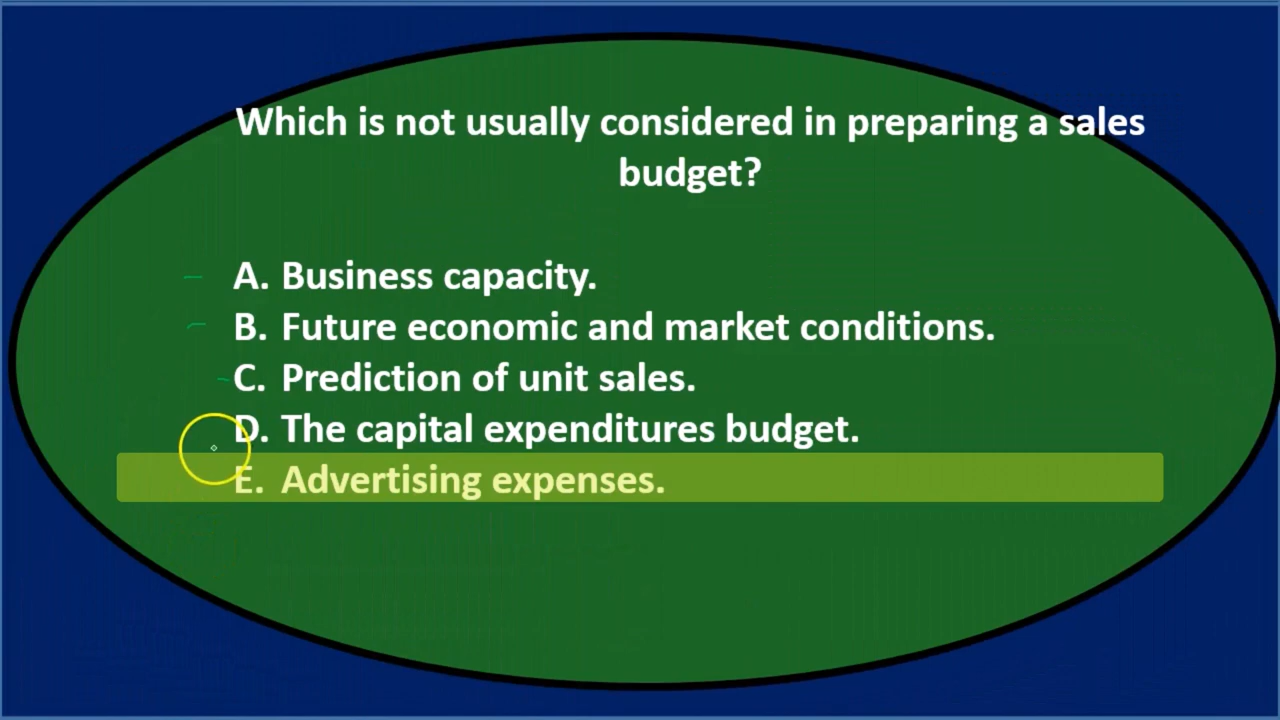 Which is not usually considered in preparing a sales
budget?
A. Business capacity.
B. Future economic and market conditions.
C. Prediction of unit sales.
D. The capital expenditures budget.
E. Advertising expenses.